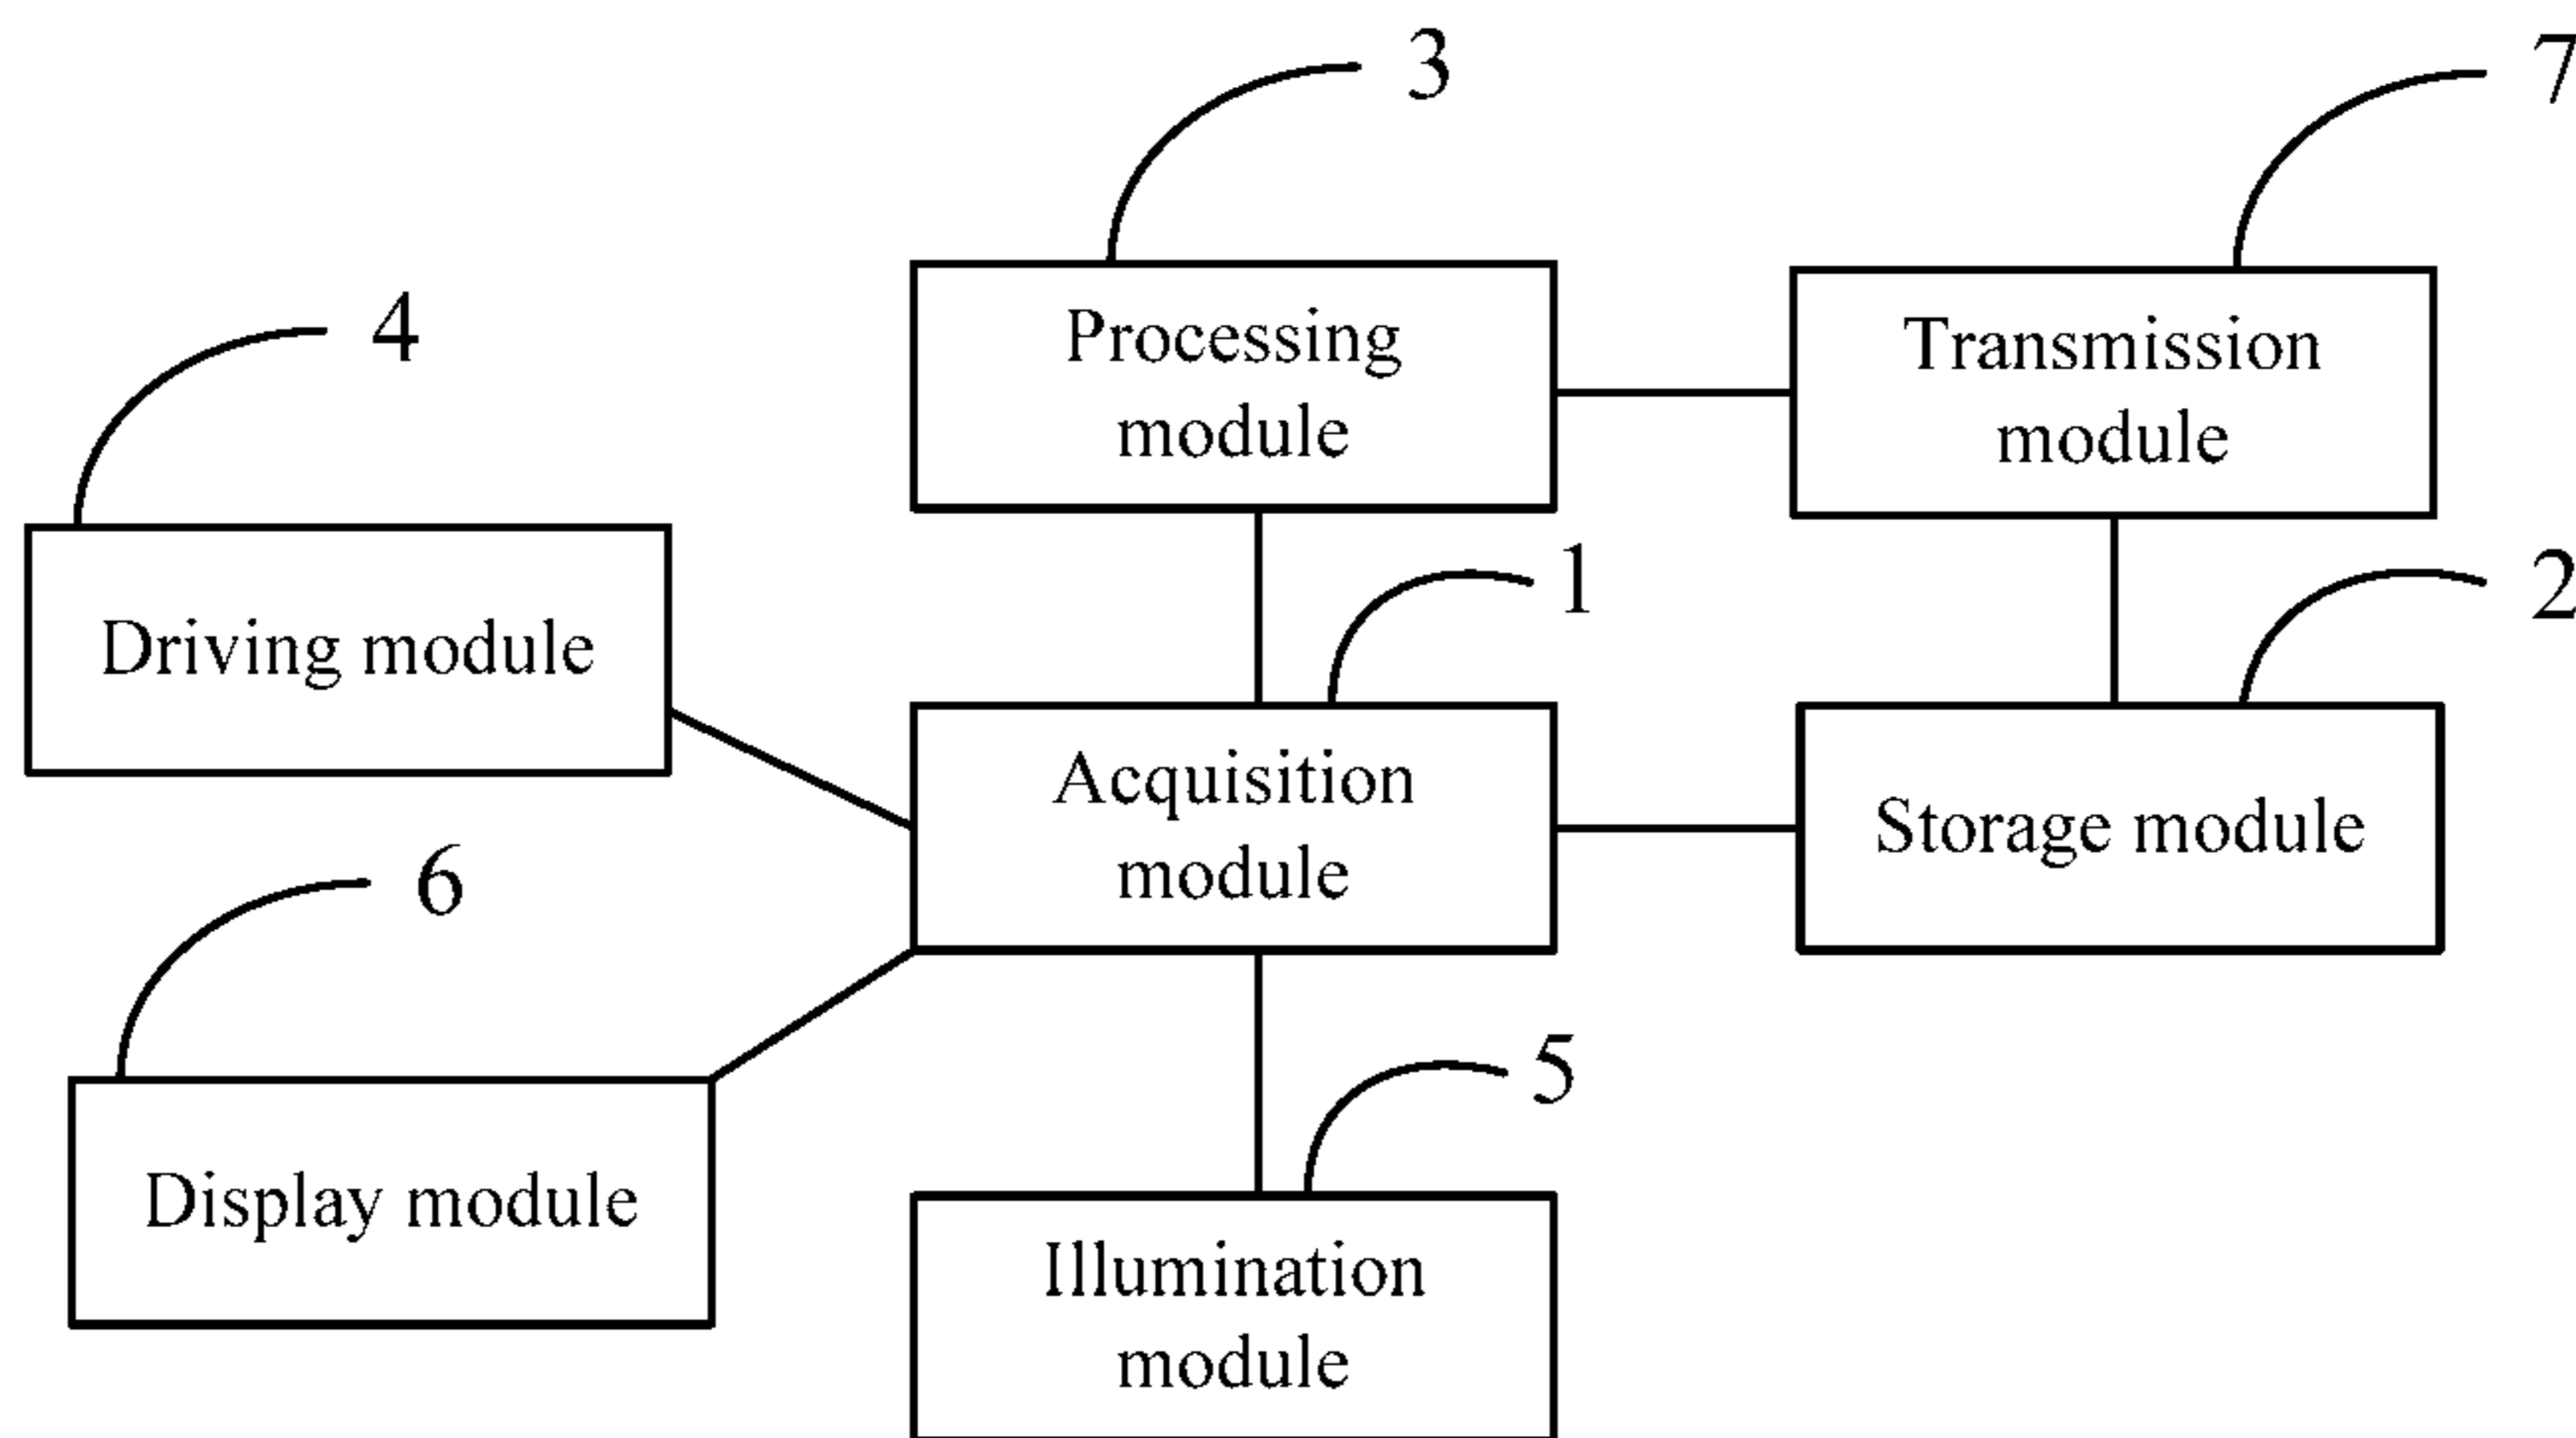 3
7
Processing
module
Transmission
module
4
Driving module
1
2
Acquisition
module
Storage module
6
Display module
5
Illumination
module